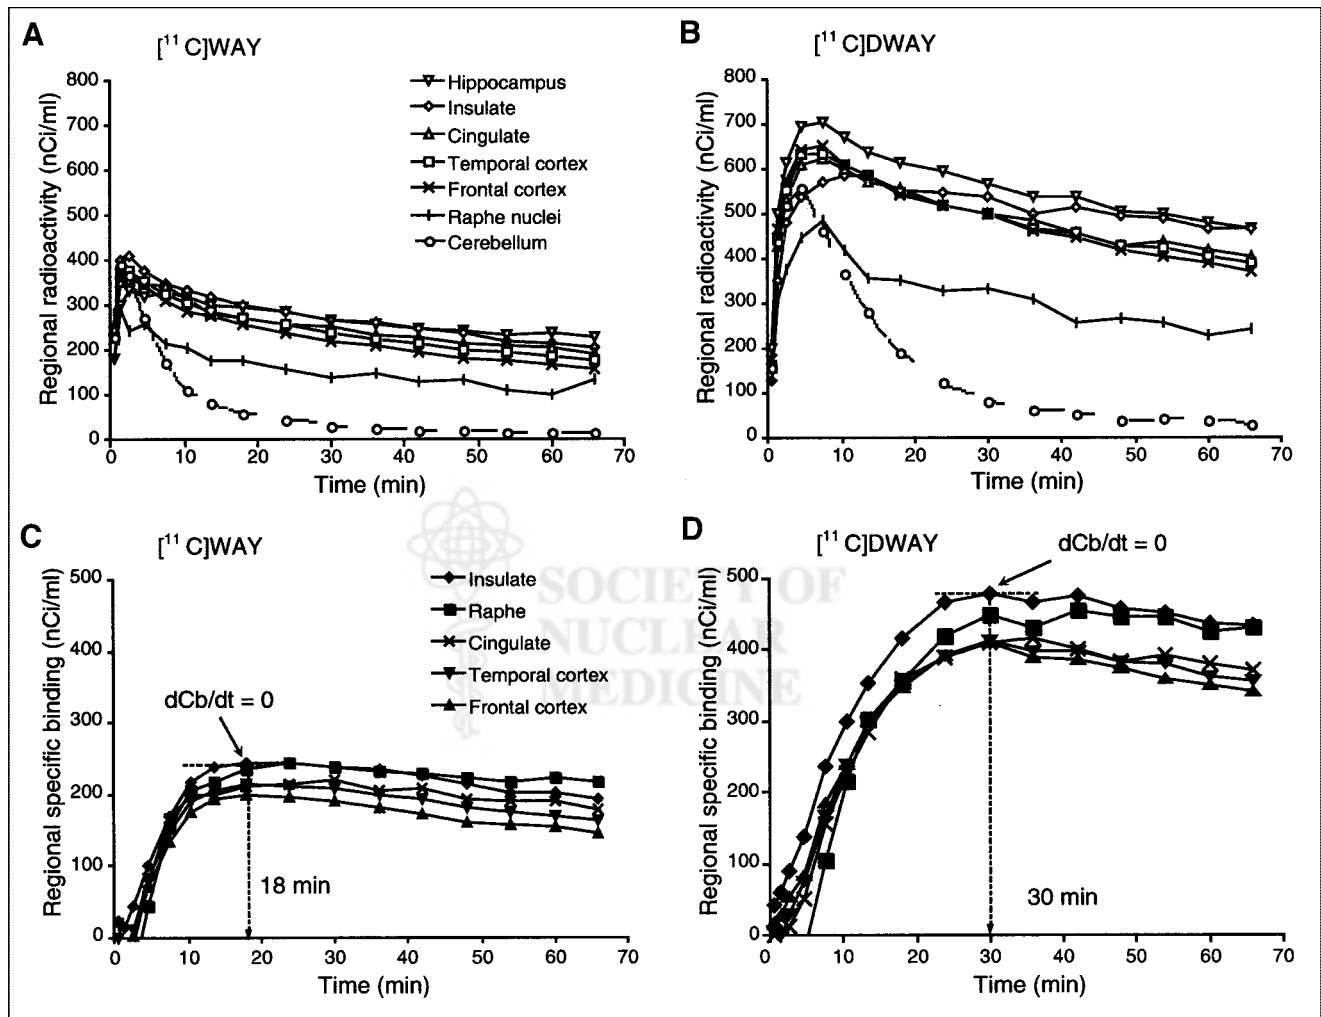 A
[11 C]WAY
Regional radioactivity (nCi/ml)
800
700
600
500
400
300
200
100
0
Hippocampus
Insulate
Cingulate
Temporal cortex
Frontal cortex
Raphe nuclei
Cerebellum
0 10 20 30 40 50 60 70
Time (min)
B
[11 C]DWAY
Regional radioactivity (nCi/ml)
800
700
600
500
400
300
200
100
0
0 10 20 30 40 50 60 70
Time (min)
C
[11 C]WAY
Regional specific binding (nCi/ml)
500
400
300
200
100
0
Insulate
Raphe
Cingulate
Temporal cortex
Frontal cortex
dCb/dt = 0
18 min
0 10 20 30 40 50 60 70
Time (min)
D
[11 C]DWAY
Regional specific binding (nCi/ml)
500
400
300
200
100
0
dCb/dt = 0
30 min
0 10 20 30 40 50 60 70
Time (min)
SOCIETY OF
NUCLEAR
MEDICINE